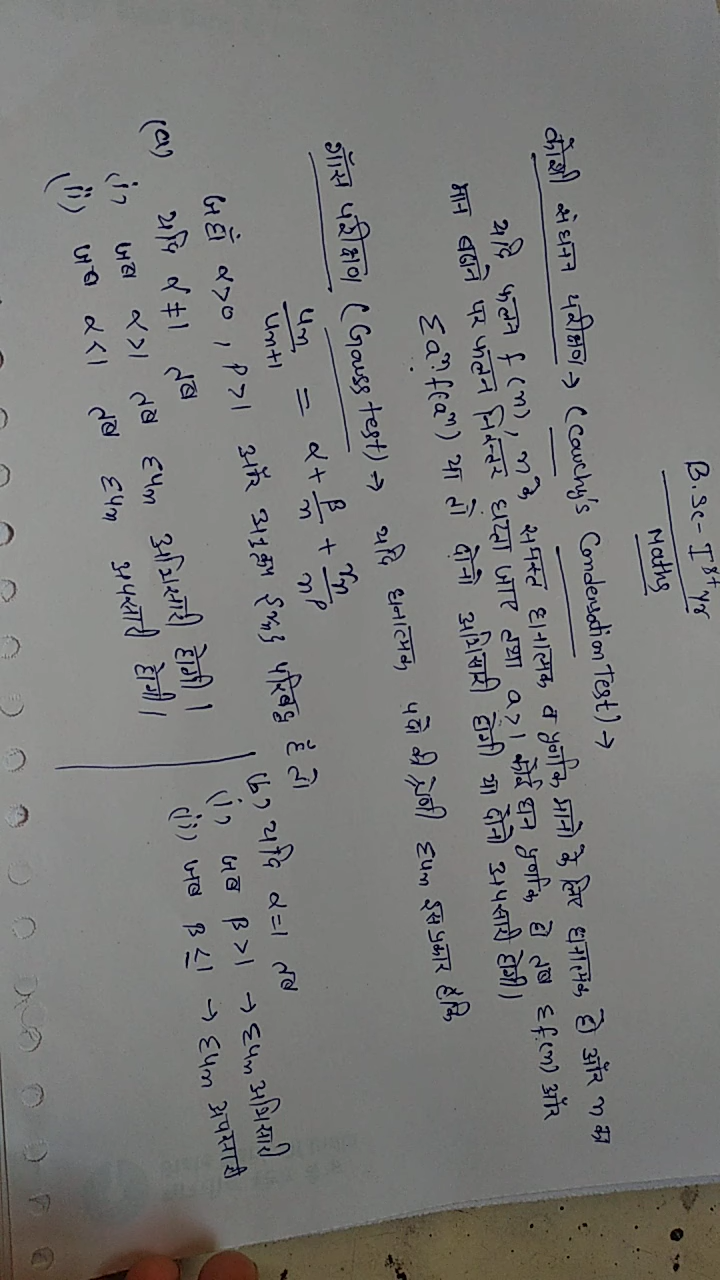 B.Sc- I st yr
Maths
कोशी संघनन परीक्षण → (Cauchy's Condensation Test) →
यदि फलन f(n), n के समस्त धनात्मक व पूर्णांक मानो के लिए धनात्मक हो और n का
मान बढने पर फलन निरन्तर घटता जाए तथा a>1 कोई धन पूर्णांक हो तब Σf(n) और
Σaⁿ.f(aⁿ) या तो दोनो अभिसारी होगी या दोनो अपसारी होगी।
गॉस परीक्षण (Gauss test) → यदि धनात्मक पदो की श्रेणी Σun इस प्रकार है कि
un/un+1 = α + β/n + γn/nᵖ
जहाँ α>0, p>1 और अनुक्रम {γn} परिबद्ध है तो
(a) यदि α≠1 तब
(i) जब α>1 तब Σun अभिसारी होगी।
(ii) जब α<1 तब Σun अपसारी होगी।
(b) यदि α=1 तब
(i) जब β>1 → Σun अभिसारी
(ii) जब β≤1 → Σun अपसारी